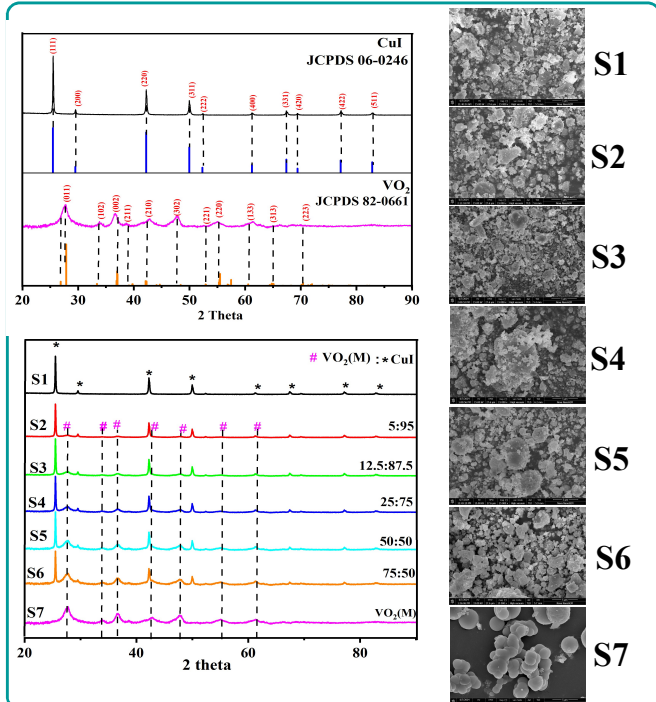 CuI
JCPDS 06-0246
(111)
(200)
(220)
(311)
(222)
(400)
(331)
(420)
(422)
(511)
VO₂
JCPDS 82-0661
(011)
(102)
(002)
(211)
(210)
(302)
(221)
(220)
(133)
(313)
(223)
20 30 40 50 60 70 80 90
2 Theta
# VO₂(M) : * CuI
S1
S2 5:95
S3 12.5:87.5
S4 25:75
S5 50:50
S6 75:50
S7 VO₂(M)
20 40 60 80
2 theta
S1
S2
S3
S4
S5
S6
S7